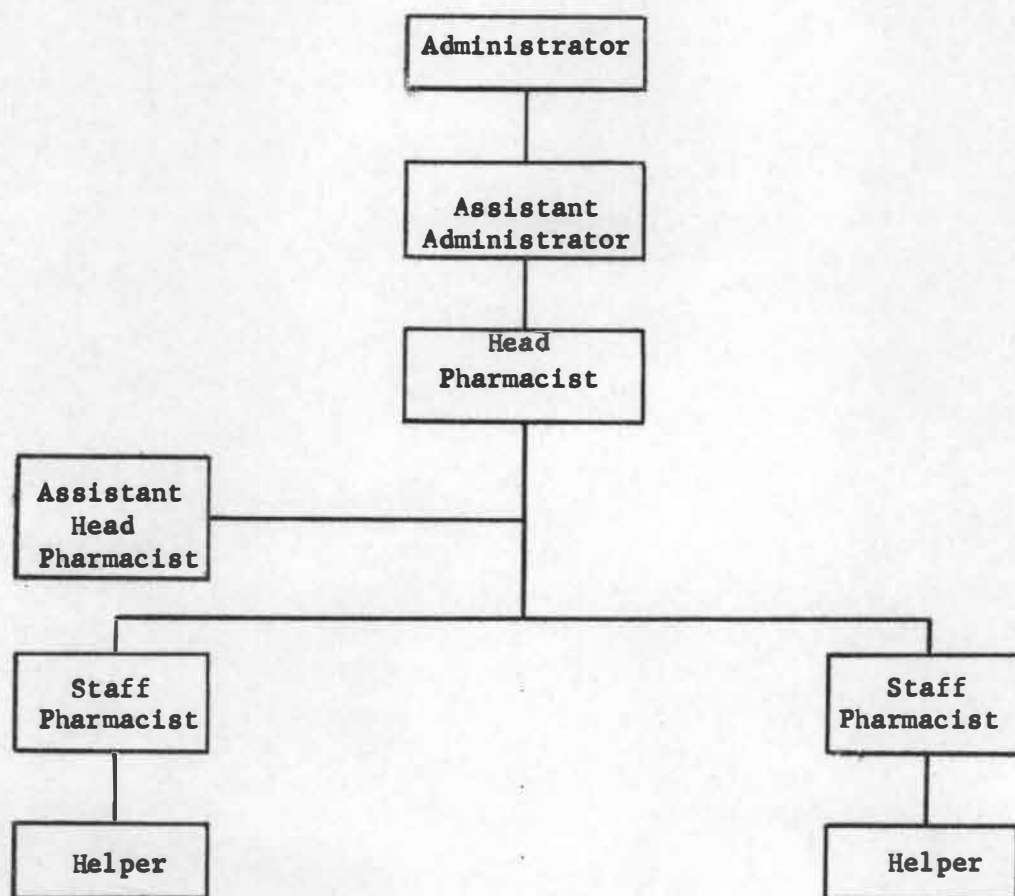 Administrator
Assistant
Administrator
Head
Pharmacist
Assistant
Head
Pharmacist
Staff
Pharmacist
Staff
Pharmacist
Helper
Helper